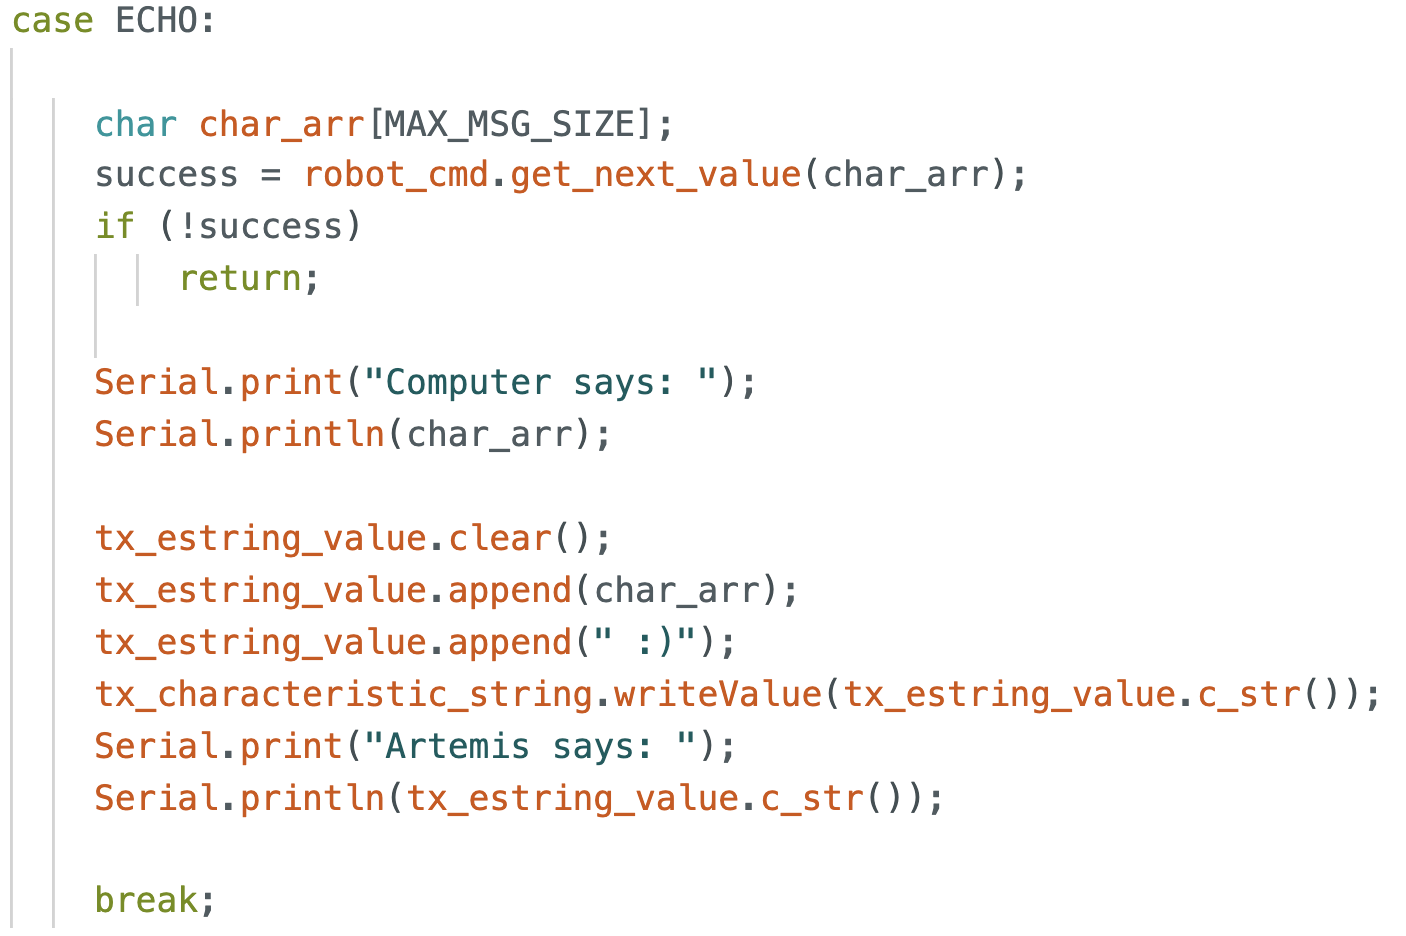 case ECHO:
char char_arr[MAX_MSG_SIZE];
success = robot_cmd.get_next_value(char_arr);
if (!success)
return;
Serial.print("Computer says: ");
Serial.println(char_arr);
tx_estring_value.clear();
tx_estring_value.append(char_arr);
tx_estring_value.append(" :)");
tx_characteristic_string.writeValue(tx_estring_value.c_str());
Serial.print("Artemis says: ");
Serial.println(tx_estring_value.c_str());
break;